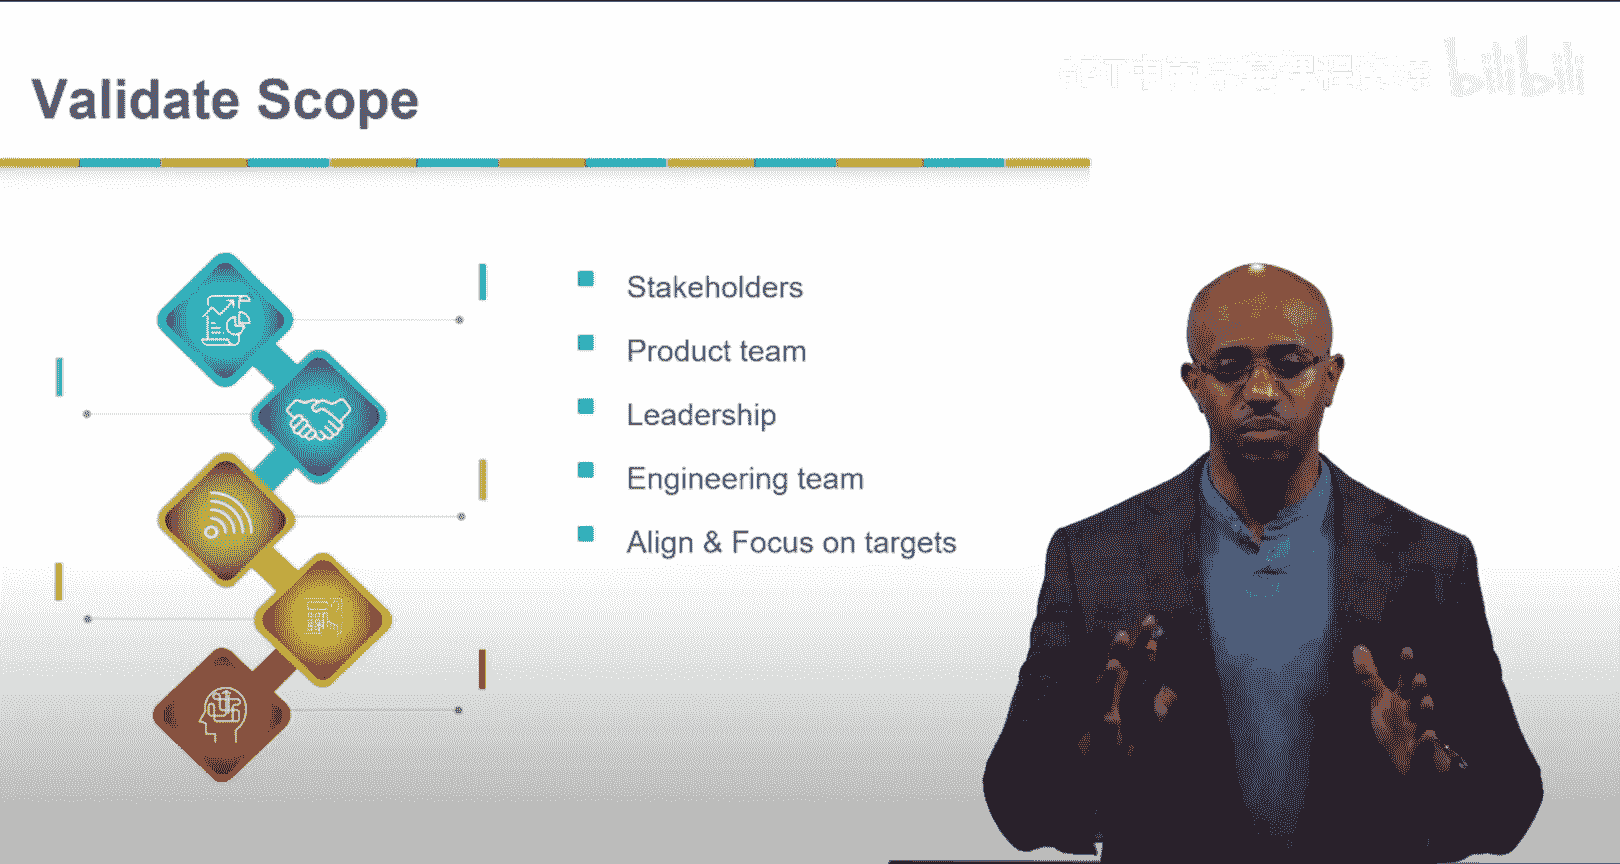 Validate Scope
bilibili
Stakeholders
Product team
Leadership
Engineering team
Align & Focus on targets